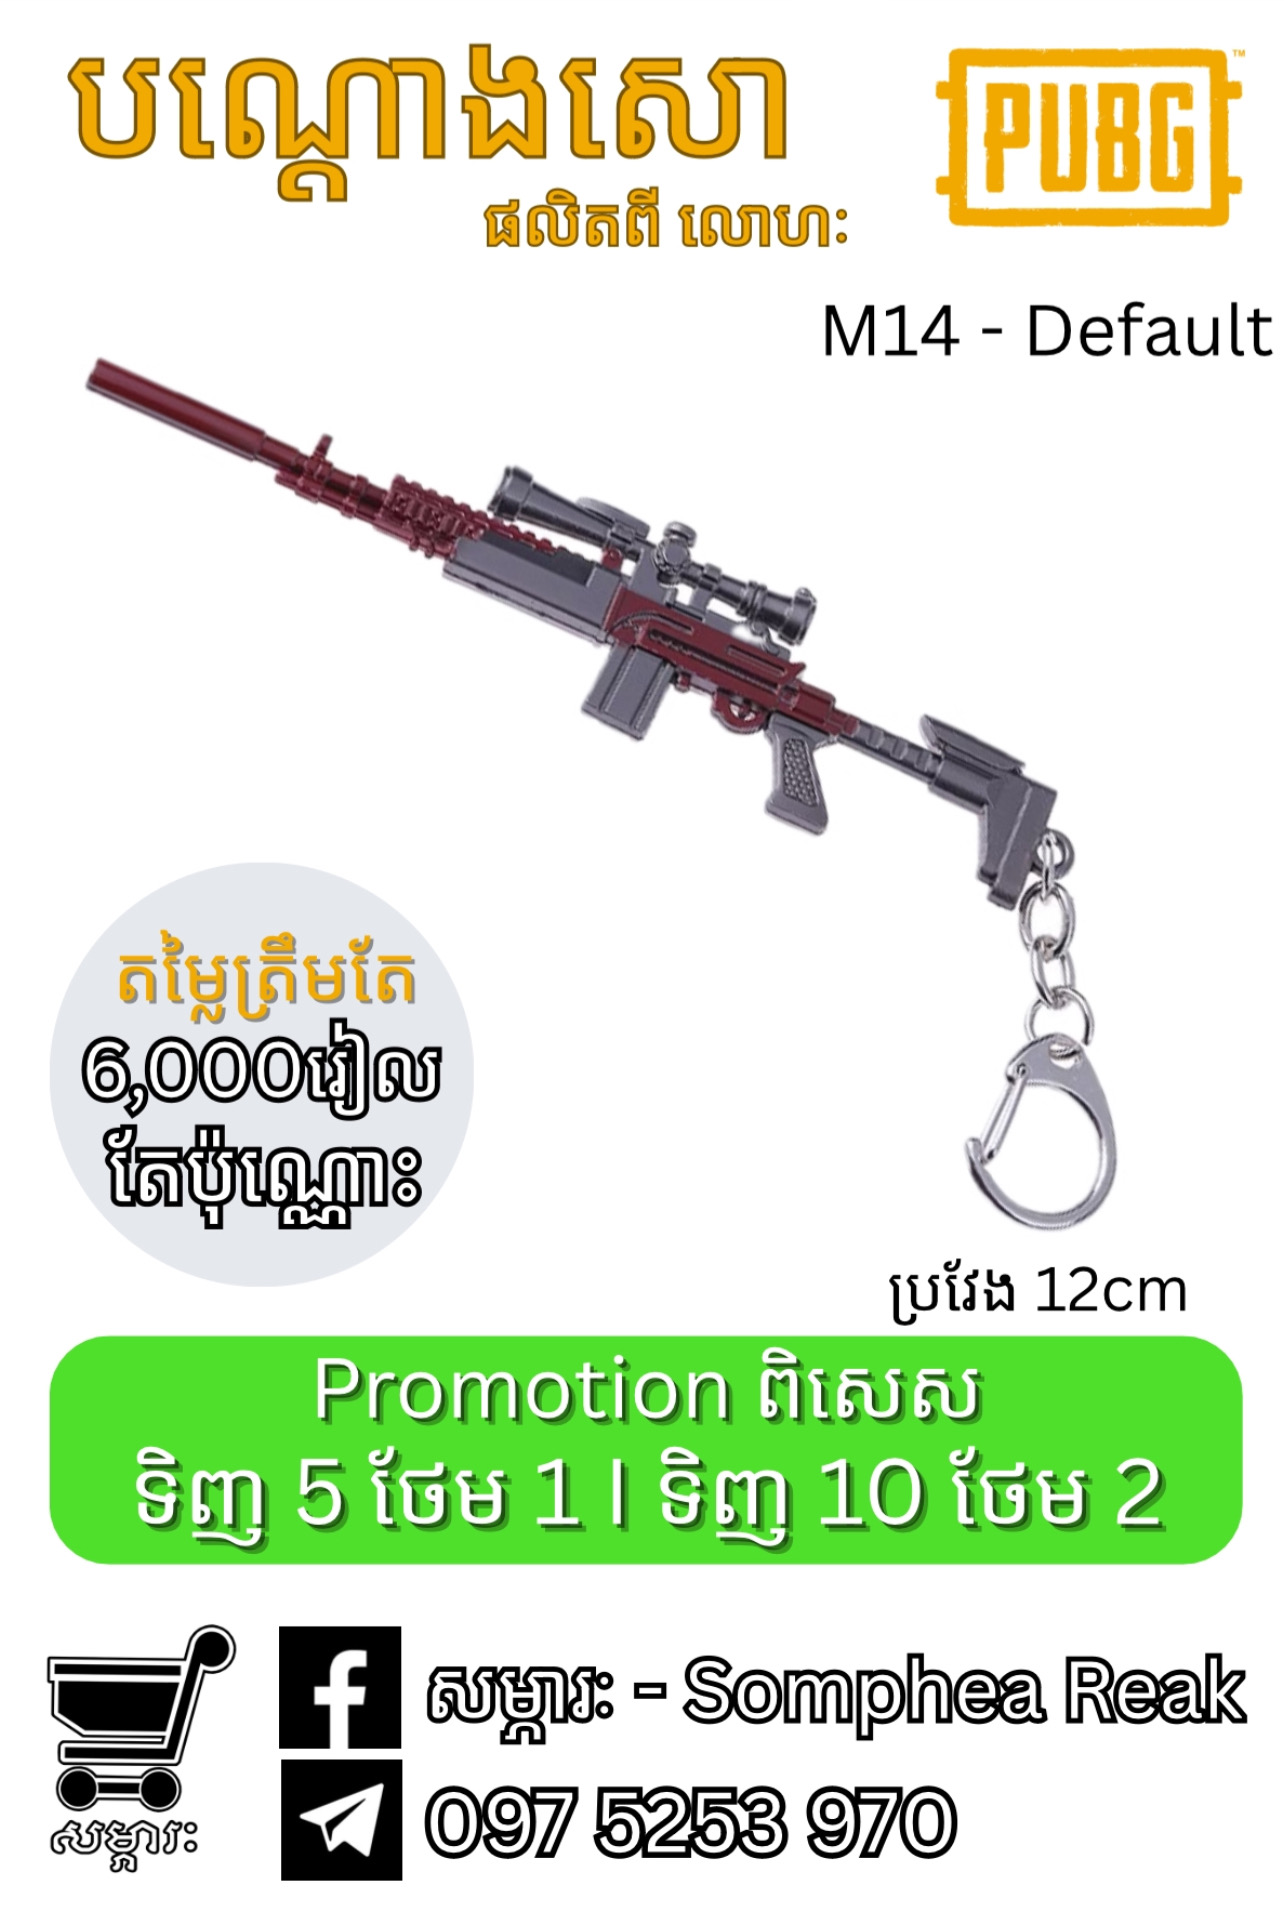 បណ្ដោងសោ
PUBG
TM
ផលិតពី លោហៈ
M14 - Default
តម្លៃត្រឹមតែ
6,000រៀល
តែប៉ុណ្ណោះ
ប្រវែង 12cm
Promotion ពិសេស
ទិញ 5 ថែម 1 | ទិញ 10 ថែម 2
សម្ភារៈ - Somphea Reak
097 5253 970
សម្ភារៈ